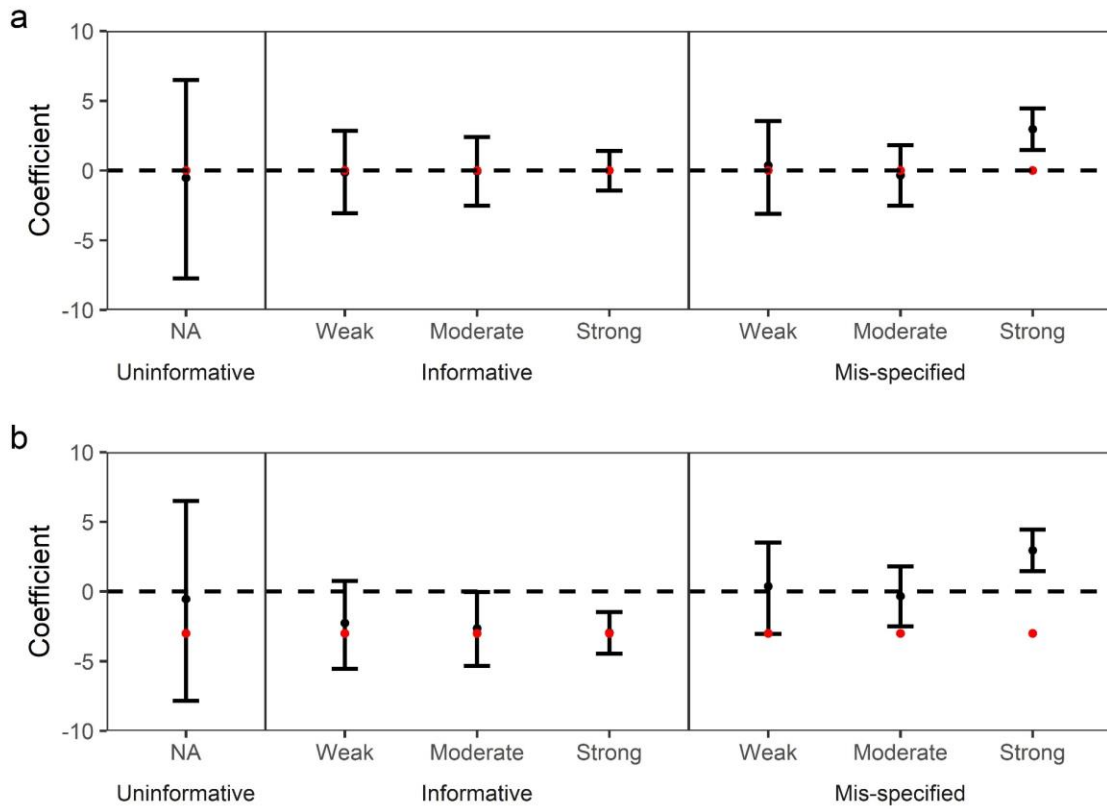 a
10
5
0
-5
-10
Coefficient
NA Weak Moderate Strong Weak Moderate Strong
Uninformative Informative Mis-specified
b
10
5
0
-5
-10
Coefficient
NA Weak Moderate Strong Weak Moderate Strong
Uninformative Informative Mis-specified